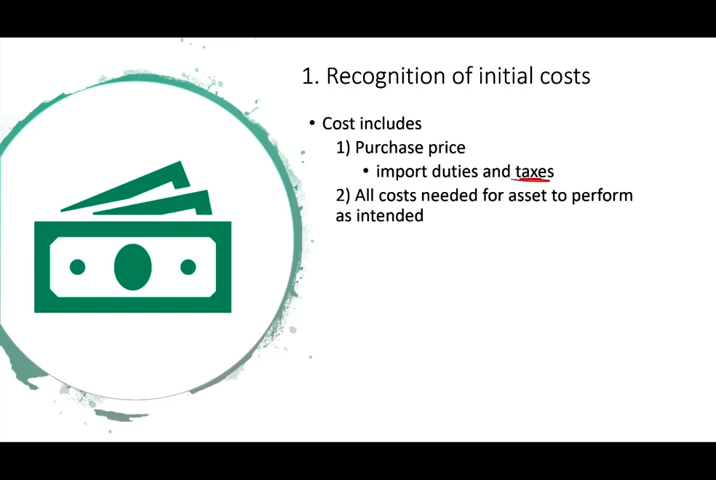 1. Recognition of initial costs
• Cost includes
1) Purchase price
• import duties and taxes
2) All costs needed for asset to perform
as intended